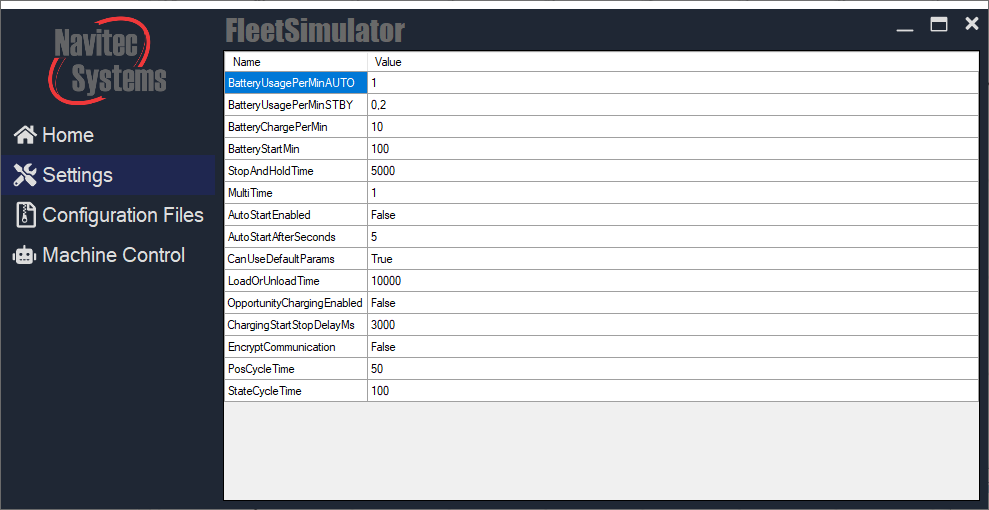 Navitec
Systems
FleetSimulator
Home
Settings
Configuration Files
Machine Control
Name Value
BatteryUsagePerMinAUTO 1
BatteryUsagePerMinSTBY 0,2
BatteryChargePerMin 10
BatteryStartMin 100
StopAndHoldTime 5000
MultiTime 1
AutoStartEnabled False
AutoStartAfterSeconds 5
CanUseDefaultParams True
LoadOrUnloadTime 10000
OpportunityChargingEnabled False
ChargingStartStopDelayMs 3000
EncryptCommunication False
PosCycleTime 50
StateCycleTime 100